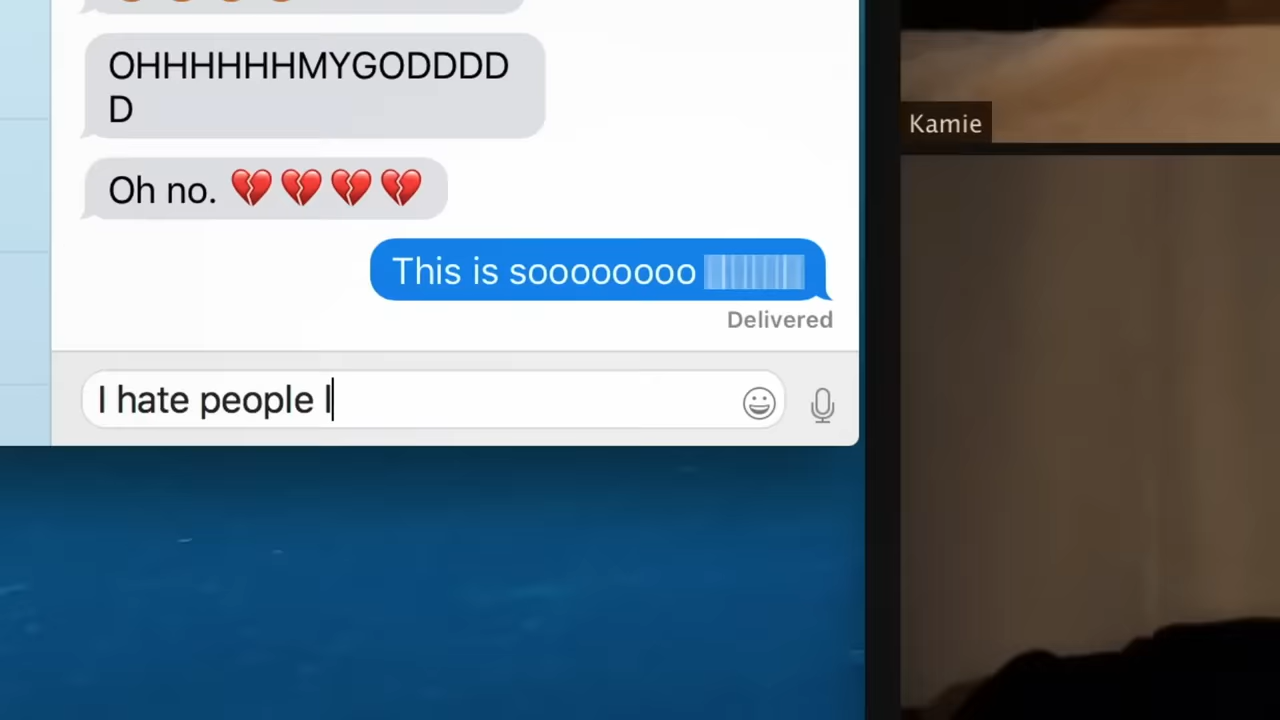 OHHHHHHMYGODDDD
D
Oh no. 💔 💔 💔 💔
This is soooooooo
Delivered
I hate people l
Kamie